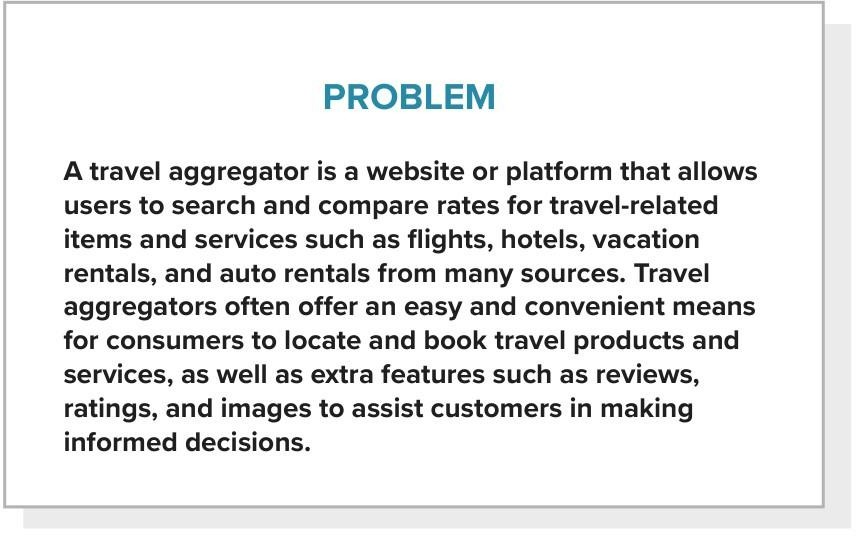 PROBLEM
A travel aggregator is a website or platform that allows
users to search and compare rates for travel-related
items and services such as flights, hotels, vacation
rentals, and auto rentals from many sources. Travel
aggregators often offer an easy and convenient means
for consumers to locate and book travel products and
services, as well as extra features such as reviews,
ratings, and images to assist customers in making
informed decisions.